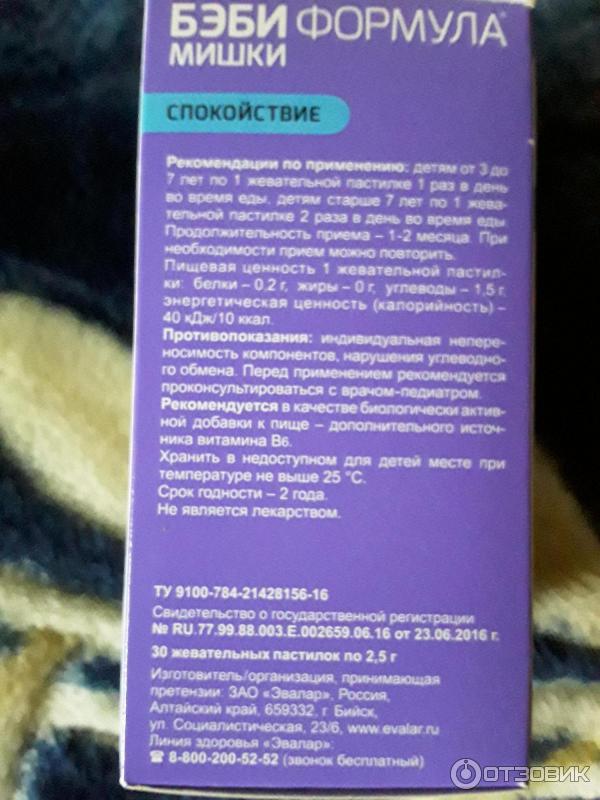 БЭБИ ФОРМУЛА®
МИШКИ
СПОКОЙСТВИЕ
Рекомендации по применению: детям от 3 до
7 лет по 1 жевательной пастилке 1 раз в день
во время еды, детям старше 7 лет по 1 жева-
тельной пастилке 2 раза в день во время еды.
Продолжительность приема – 1-2 месяца. При
необходимости прием можно повторить.
Пищевая ценность 1 жевательной пастил-
ки: белки – 0,2 г, жиры – 0 г, углеводы – 1,5 г,
энергетическая ценность (калорийность) –
40 кДж/10 ккал.
Противопоказания: индивидуальная непере-
носимость компонентов, нарушения углеводно-
го обмена. Перед применением рекомендуется
проконсультироваться с врачом-педиатром.
Рекомендуется в качестве биологически актив-
ной добавки к пище – дополнительного источ-
ника витамина В6.
Хранить в недоступном для детей месте при
температуре не выше 25 °С.
Срок годности – 2 года.
Не является лекарством.
ТУ 9100-784-21428156-16
Свидетельство о государственной регистрации
№ RU.77.99.88.003.Е.002659.06.16 от 23.06.2016 г.
30 жевательных пастилок по 2,5 г
Изготовитель/организация, принимающая
претензии: ЗАО «Эвалар», Россия,
Алтайский край, 659332, г. Бийск,
ул. Социалистическая, 23/6, www.evalar.ru
Линия здоровья «Эвалар»:
☎ 8-800-200-52-52 (звонок бесплатный)
ОТЗОВИК